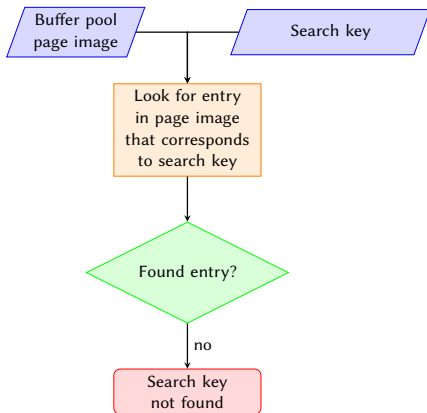 Buffer pool
page image
Search key
Look for entry
in page image
that corresponds
to search key
Found entry?
no
Search key
not found